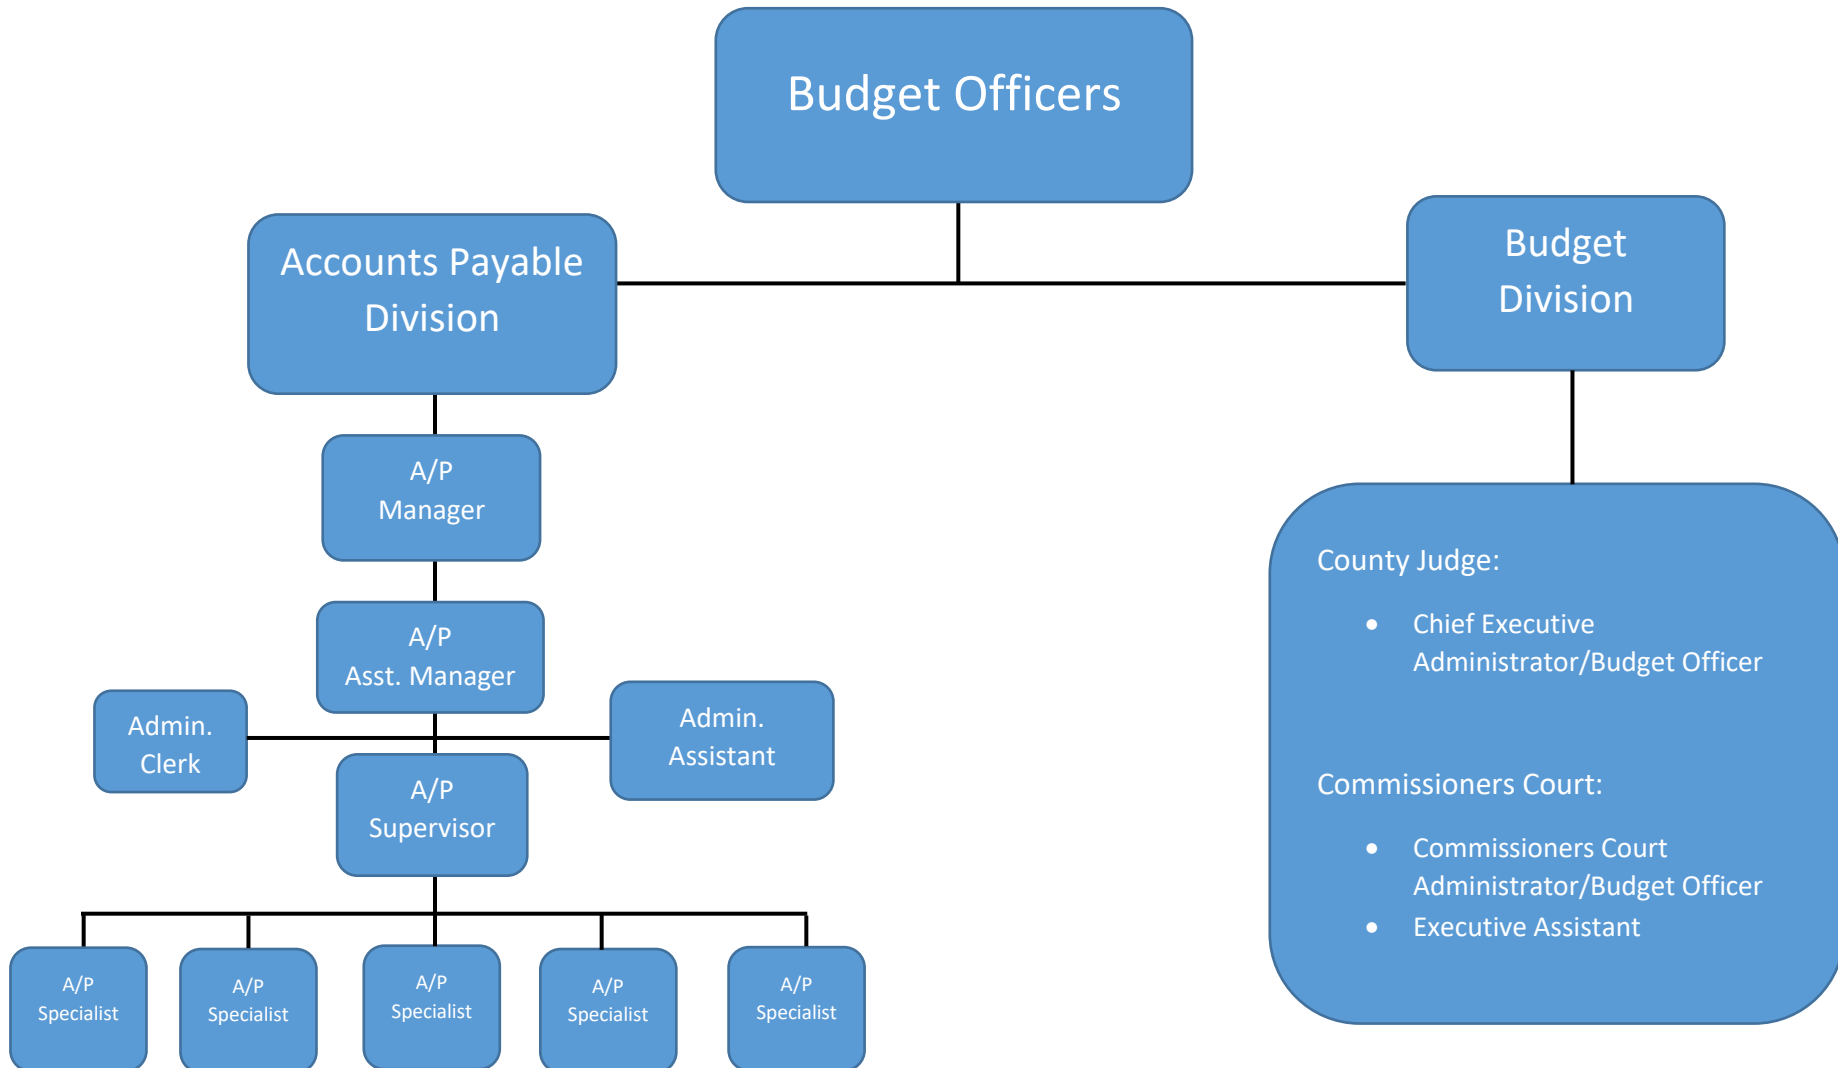 Budget Officers
Accounts Payable
Division
Budget
Division
A/P
Manager
A/P
Asst. Manager
Admin.
Clerk
Admin.
Assistant
A/P
Supervisor
A/P
Specialist
A/P
Specialist
A/P
Specialist
A/P
Specialist
A/P
Specialist
County Judge:
• Chief Executive
Administrator/Budget Officer
Commissioners Court:
• Commissioners Court
Administrator/Budget Officer
• Executive Assistant